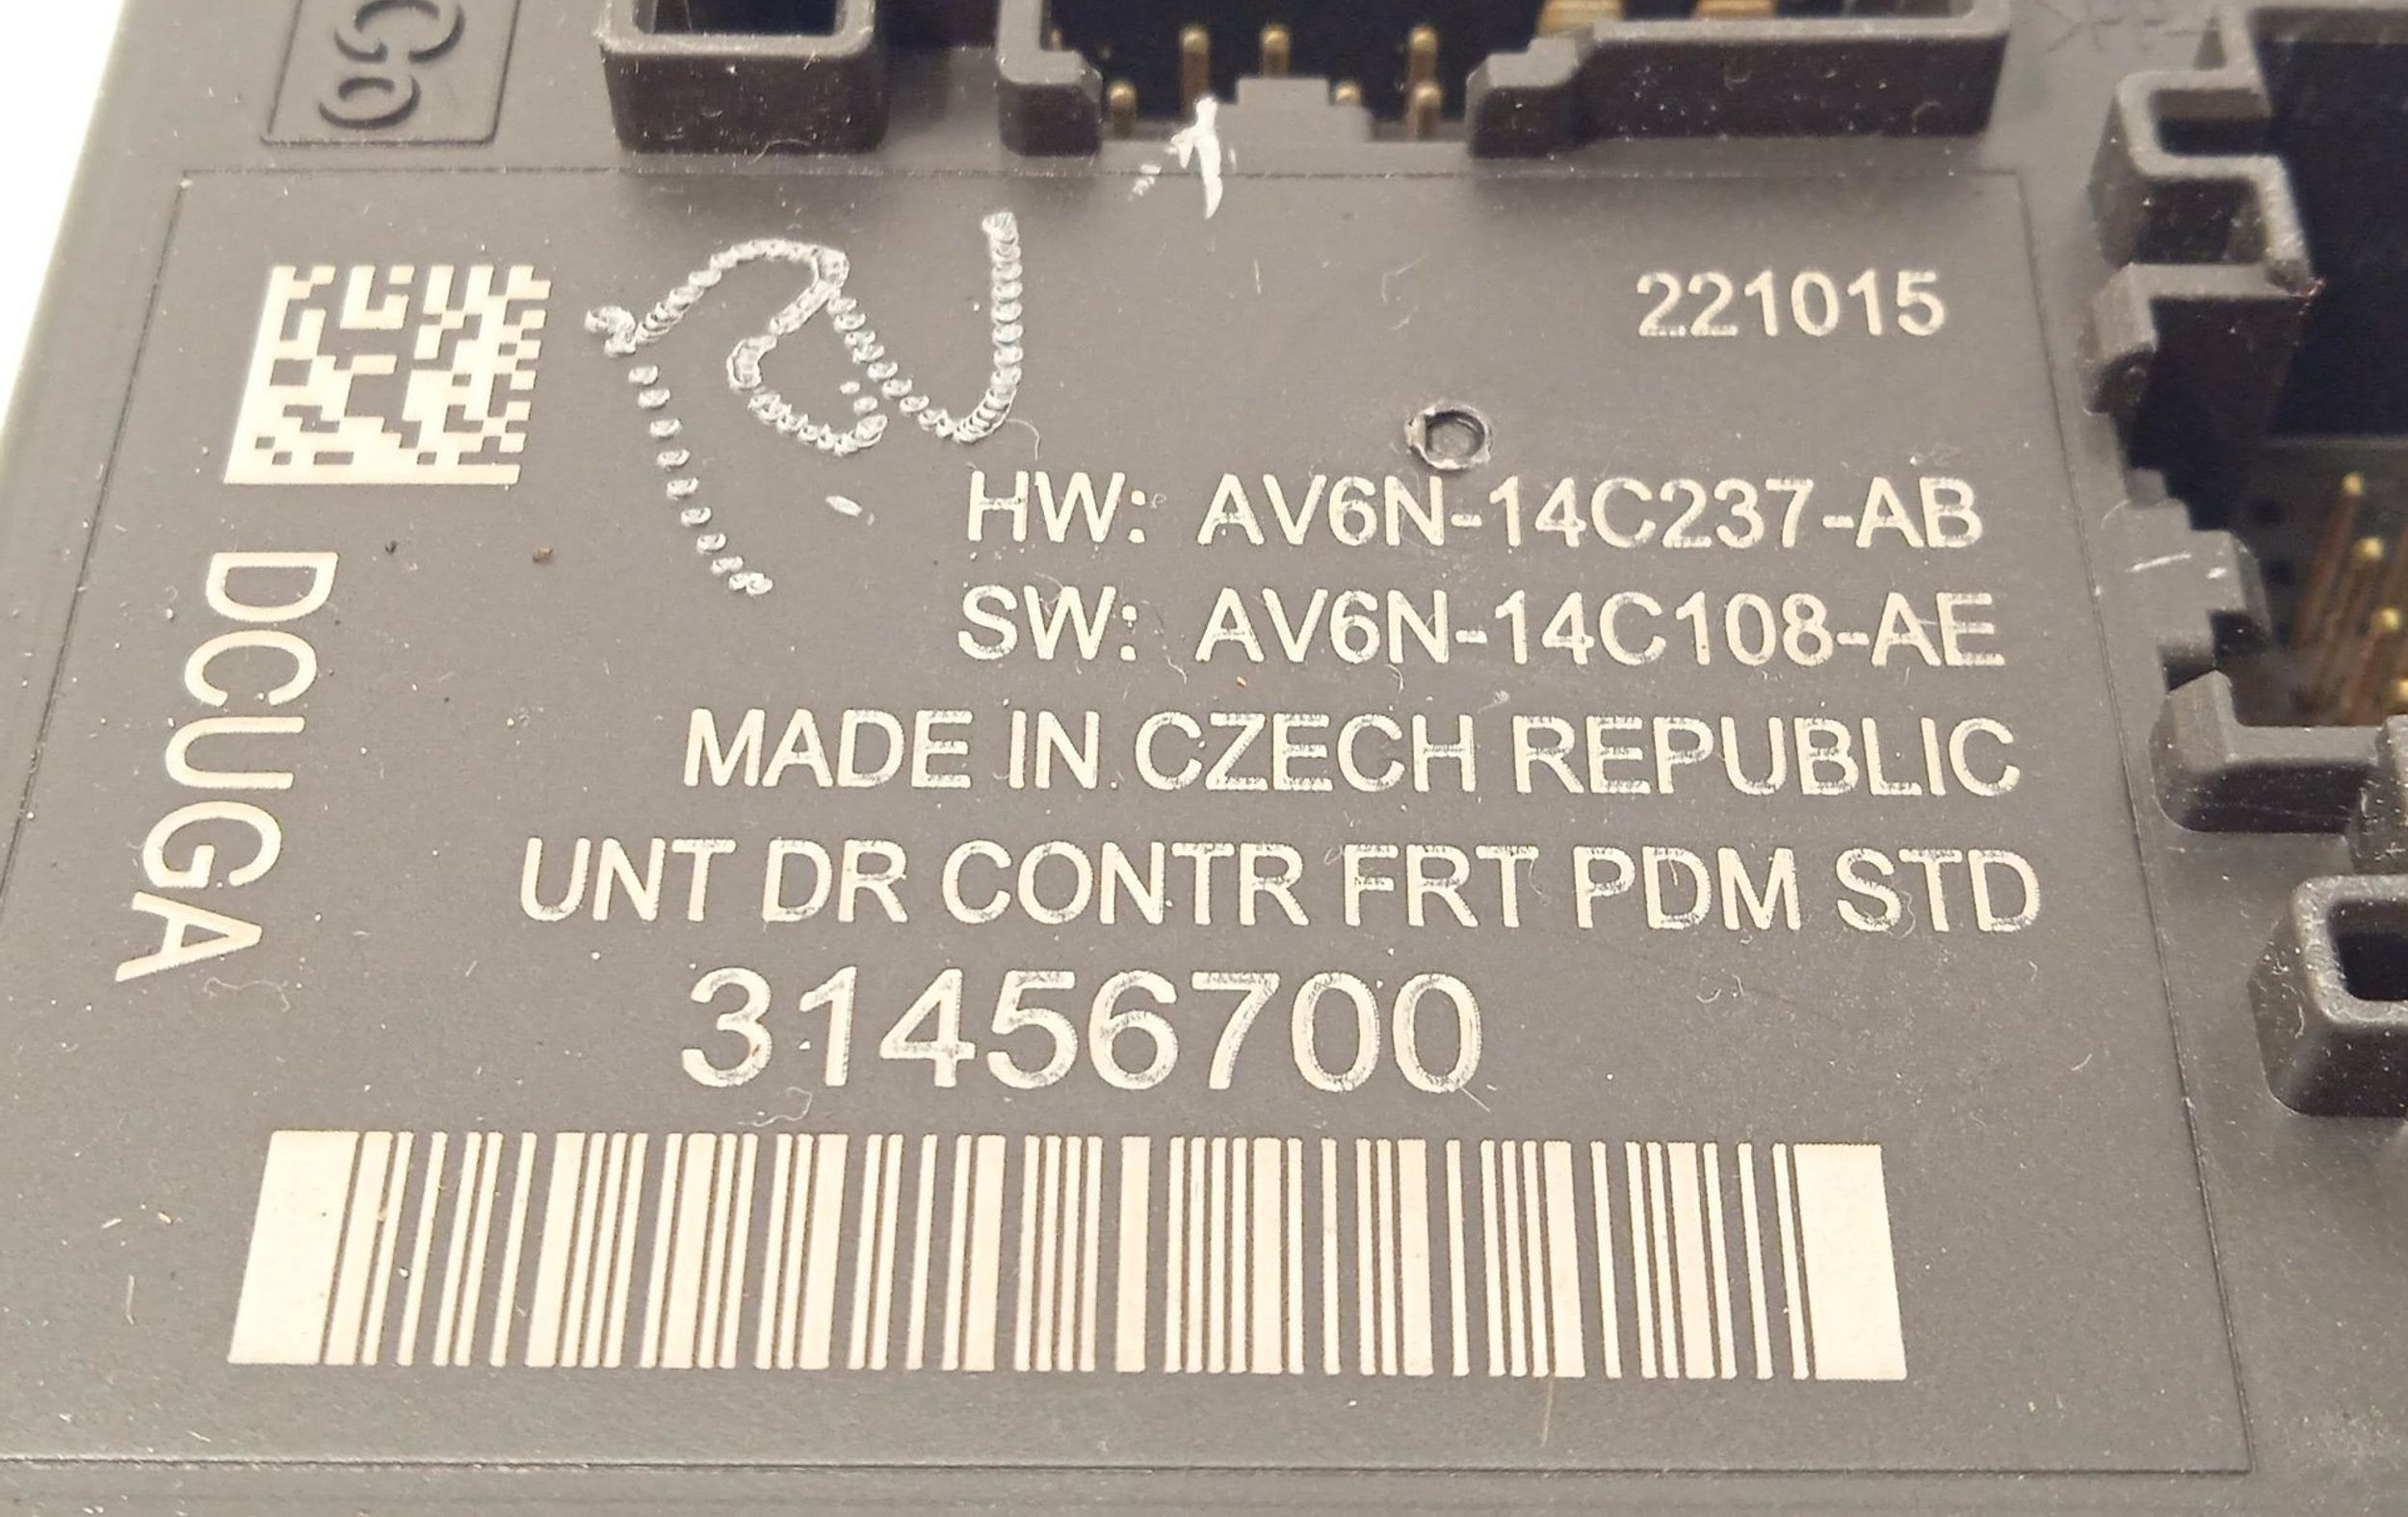 221015
HW: AV6N-14C237-AB
SW: AV6N-14C108-AE
MADE IN CZECH REPUBLIC
UNT DR CONTR FRT PDM STD
31456700
DCUGA